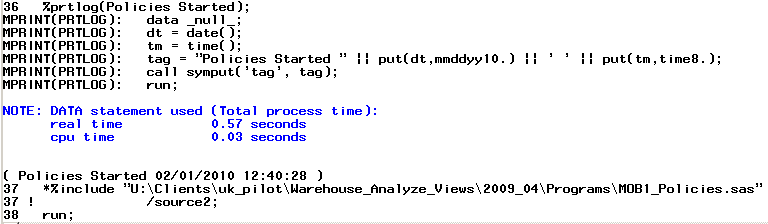 36   %prtlog(Policies Started);
MPRINT(PRTLOG):   data _null_;
MPRINT(PRTLOG):   dt = date();
MPRINT(PRTLOG):   tm = time();
MPRINT(PRTLOG):   tag = "Policies Started " || put(dt,mmddyy10.) || ' ' || put(tm,time8.);
MPRINT(PRTLOG):   call symput('tag', tag);
MPRINT(PRTLOG):   run;
NOTE: DATA statement used (Total process time):
      real time           0.57 seconds
      cpu time            0.03 seconds
( Policies Started 02/01/2010 12:40:28 )
37   *%include "U:\Clients\uk_pilot\Warehouse_Analyze_Views\2009_04\Programs\MOB1_Policies.sas"
37 !             /source2;
38   run;